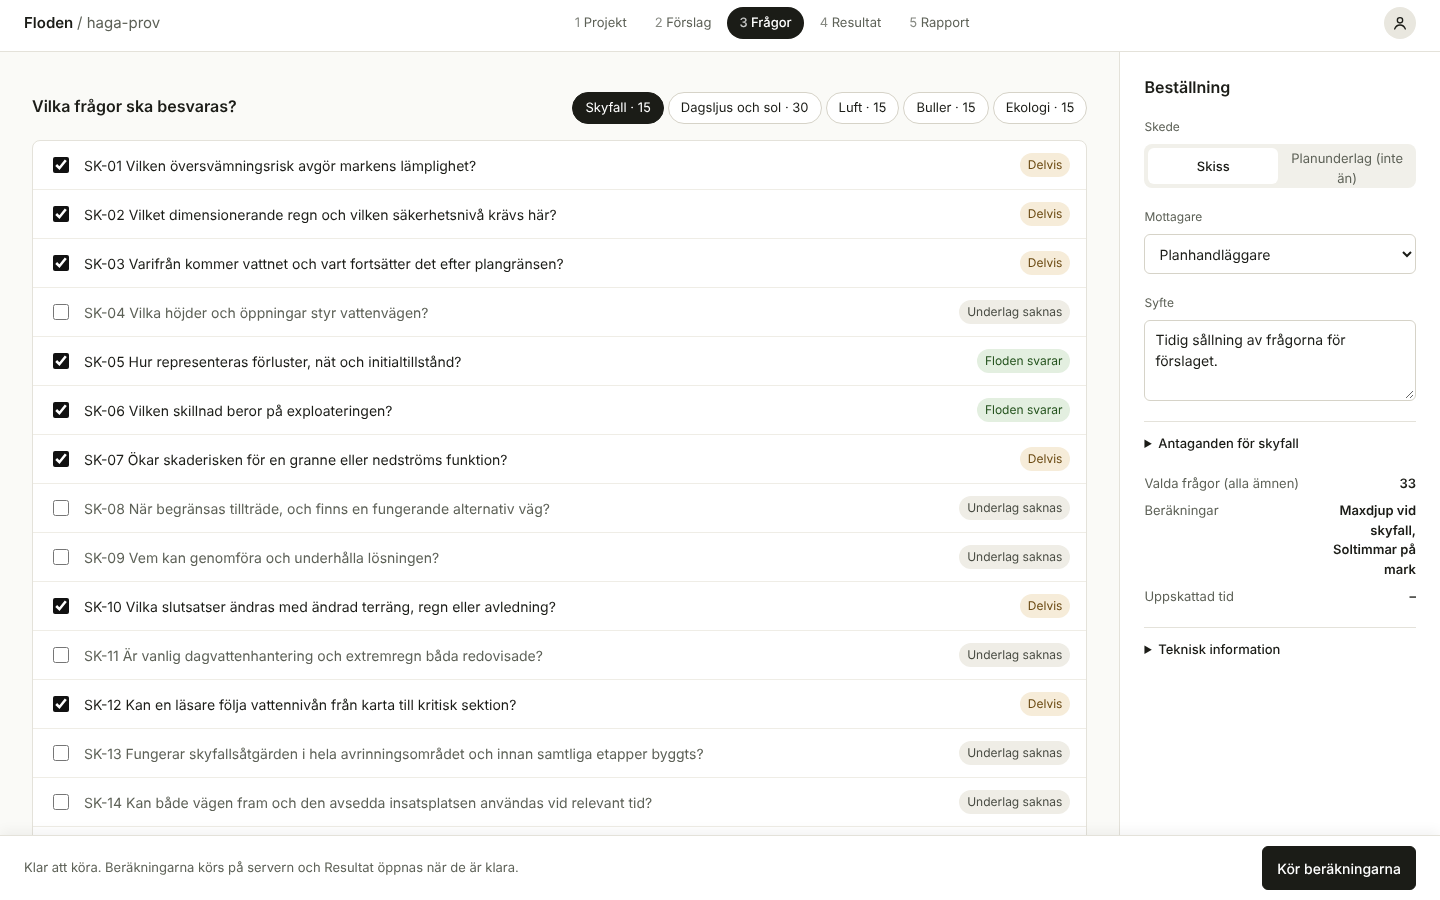 Floden / haga-prov
1 Projekt
2 Förslag
3 Frågor
4 Resultat
5 Rapport
Vilka frågor ska besvaras?
Skyfall · 15
Dagsljus och sol · 30
Luft · 15
Buller · 15
Ekologi · 15
SK-01 Vilken översvämningsrisk avgör markens lämplighet?
Delvis
SK-02 Vilket dimensionerande regn och vilken säkerhetsnivå krävs här?
Delvis
SK-03 Varifrån kommer vattnet och vart fortsätter det efter plangränsen?
Delvis
SK-04 Vilka höjder och öppningar styr vattenvägen?
Underlag saknas
SK-05 Hur representeras förluster, nät och initialtillstånd?
Floden svarar
SK-06 Vilken skillnad beror på exploateringen?
Floden svarar
SK-07 Ökar skaderisken för en granne eller nedströms funktion?
Delvis
SK-08 När begränsas tillträde, och finns en fungerande alternativ väg?
Underlag saknas
SK-09 Vem kan genomföra och underhålla lösningen?
Underlag saknas
SK-10 Vilka slutsatser ändras med ändrad terräng, regn eller avledning?
Delvis
SK-11 Är vanlig dagvattenhantering och extremregn båda redovisade?
Underlag saknas
SK-12 Kan en läsare följa vattennivån från karta till kritisk sektion?
Delvis
SK-13 Fungerar skyfallsåtgärden i hela avrinningsområdet och innan samtliga etapper byggts?
Underlag saknas
SK-14 Kan både vägen fram och den avsedda insatsplatsen användas vid relevant tid?
Underlag saknas
Beställning
Skede
Skiss
Planunderlag (inte
än)
Mottagare
Planhandläggare
Syfte
Tidig sållning av frågorna för
förslaget.
Antaganden för skyfall
Valda frågor (alla ämnen)
33
Beräkningar
Maxdjup vid
skyfall,
Soltimmar på
mark
Uppskattad tid
–
Teknisk information
Klar att köra. Beräkningarna körs på servern och Resultat öppnas när de är klara.
Kör beräkningarna